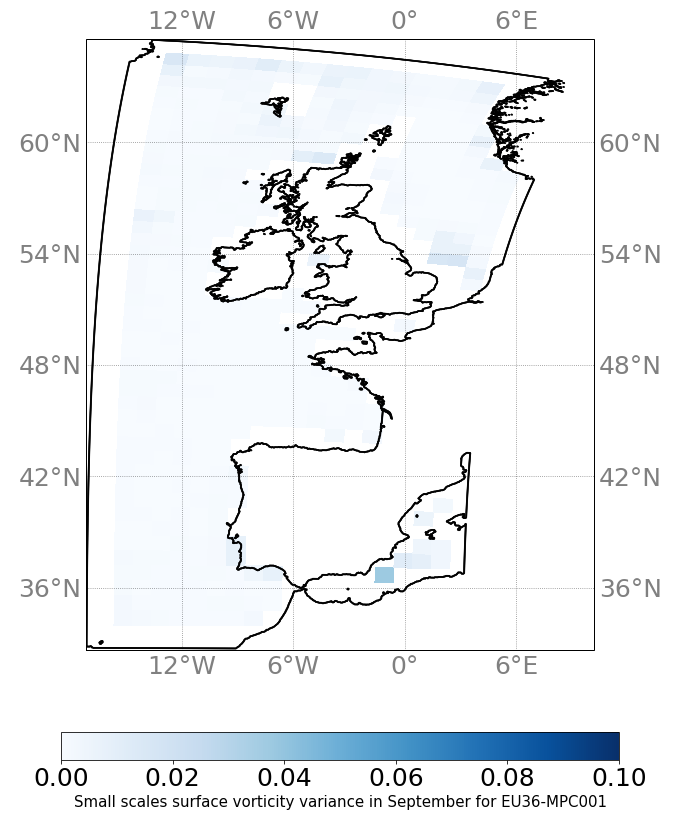 12°W 6°W 0° 6°E
60°N 60°N
54°N 54°N
48°N 48°N
42°N 42°N
36°N 36°N
12°W 6°W 0° 6°E
0.00 0.02 0.04 0.06 0.08 0.10
Small scales surface vorticity variance in September for EU36-MPC001